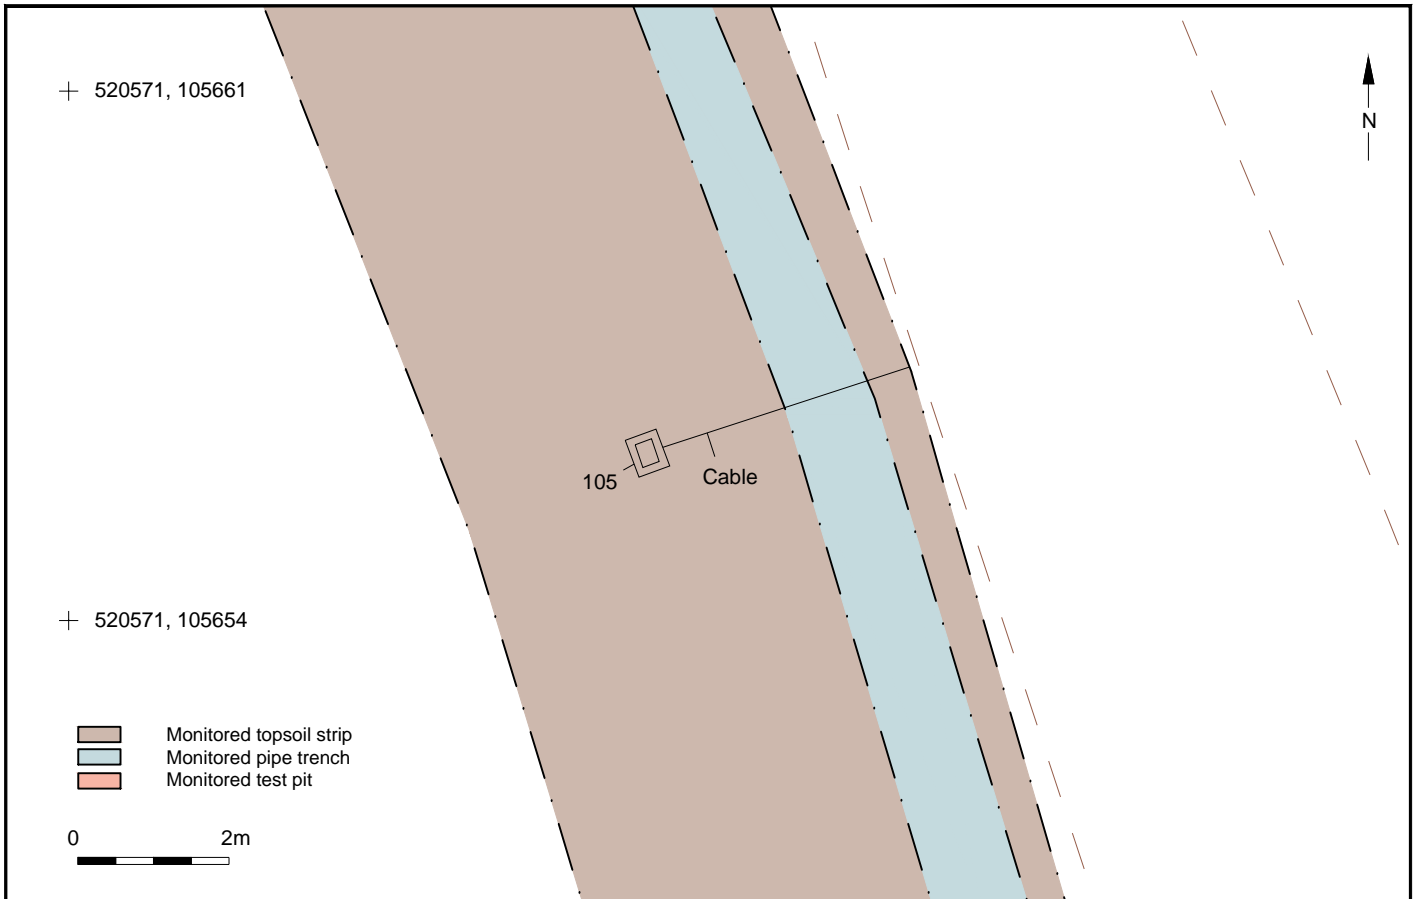 520571, 105661
N
105
Cable
520571, 105654
Monitored topsoil strip
Monitored pipe trench
Monitored test pit
0 2m